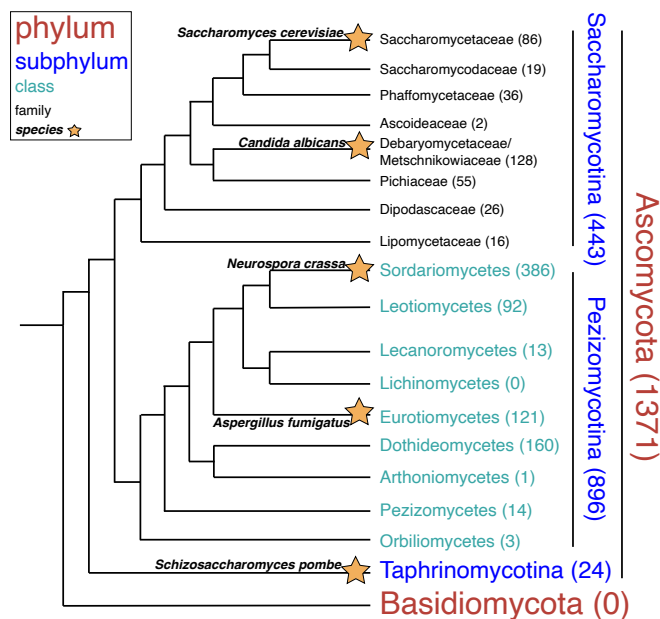 phylum
subphylum
class
family
species
Saccharomyces cerevisiae
Saccharomycetaceae (86)
Saccharomycodaceae (19)
Phaffomycetaceae (36)
Ascoideaceae (2)
Candida albicans
Debaryomycetaceae/
Metschnikowiaceae (128)
Pichiaceae (55)
Dipodascaceae (26)
Lipomycetaceae (16)
Saccharomycotina (443)
Neurospora crassa
Sordariomycetes (386)
Leotiomycetes (92)
Lecanoromycetes (13)
Lichinomycetes (0)
Aspergillus fumigatus
Eurotiomycetes (121)
Dothideomycetes (160)
Arthoniomycetes (1)
Pezizomycetes (14)
Orbiliomycetes (3)
Pezizomycotina (896)
Schizosaccharomyces pombe
Taphrinomycotina (24)
Ascomycota (1371)
Basidiomycota (0)